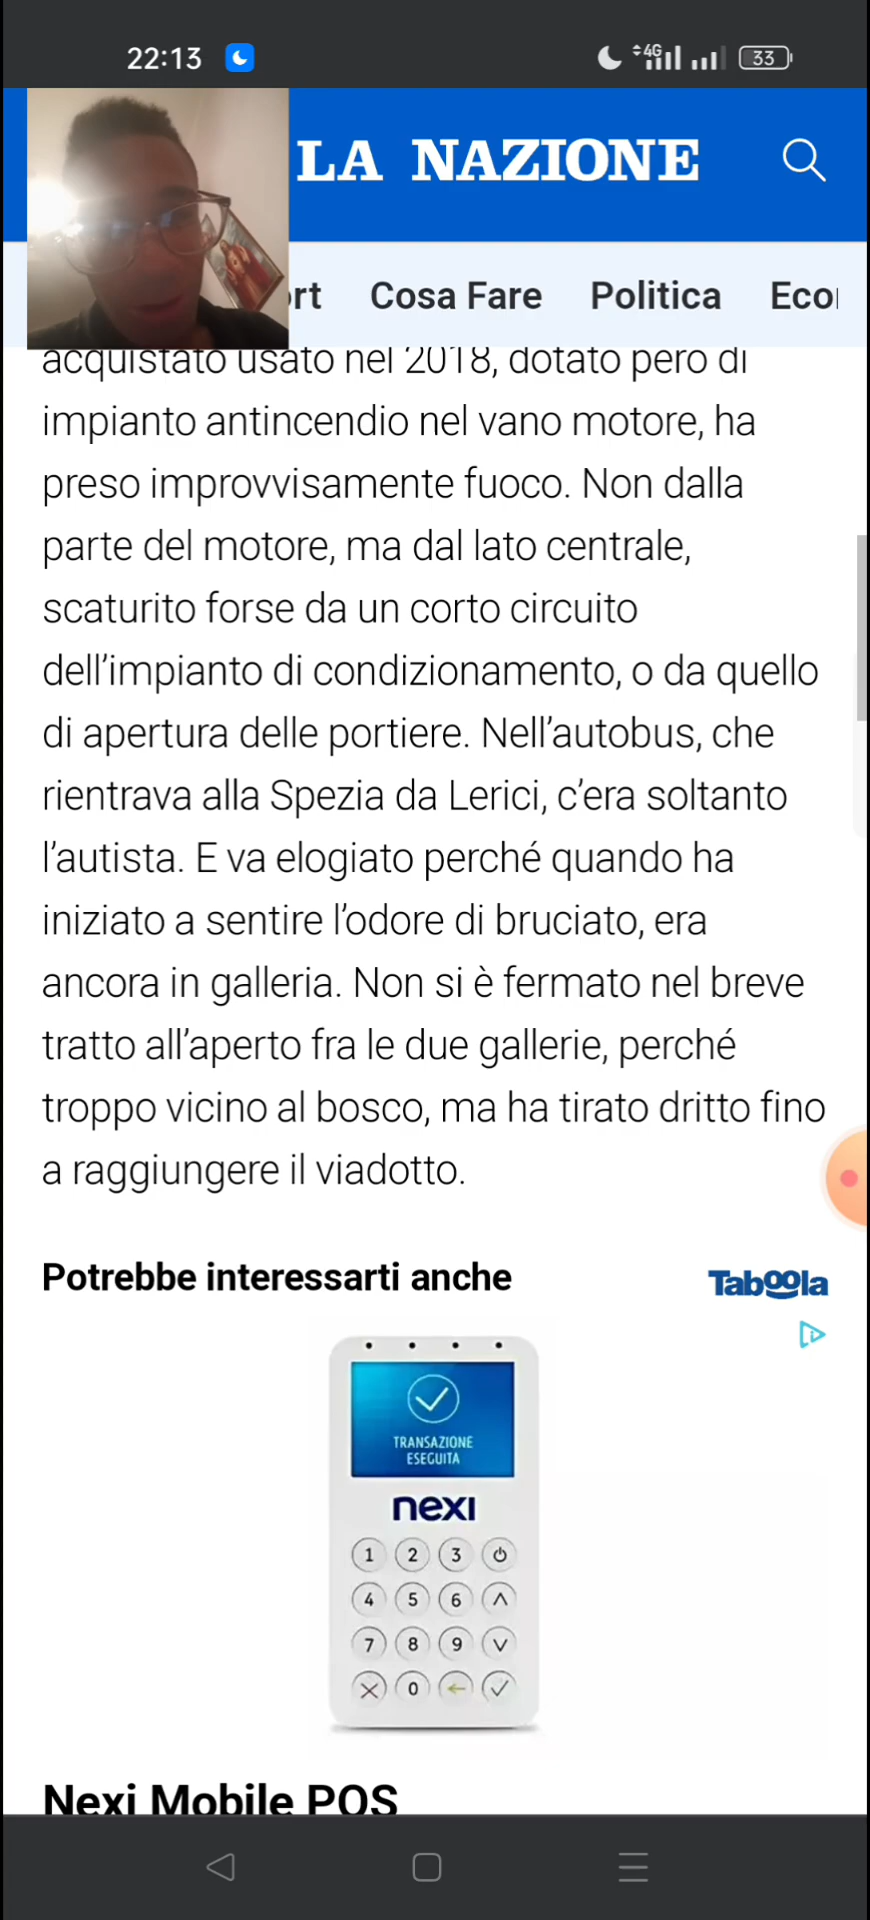 22:13
4G
33
LA NAZIONE
rt Cosa Fare Politica Eco
acquistato usato nel 2018, dotato però di
impianto antincendio nel vano motore, ha
preso improvvisamente fuoco. Non dalla
parte del motore, ma dal lato centrale,
scaturito forse da un corto circuito
dell’impianto di condizionamento, o da quello
di apertura delle portiere. Nell’autobus, che
rientrava alla Spezia da Lerici, c’era soltanto
l’autista. E va elogiato perché quando ha
iniziato a sentire l’odore di bruciato, era
ancora in galleria. Non si è fermato nel breve
tratto all’aperto fra le due gallerie, perché
troppo vicino al bosco, ma ha tirato dritto fino
a raggiungere il viadotto.
Potrebbe interessarti anche
Taboola
TRANSAZIONE
ESEGUITA
nexi
1 2 3
4 5 6
7 8 9
0
Nexi Mobile POS